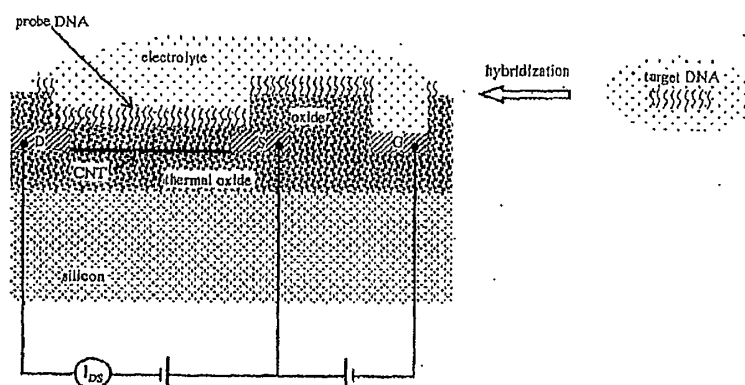 probe DNA
electrolyte
hybridization
target DNA
oxide
D
S
G
CNT
thermal oxide
silicon
I_DS